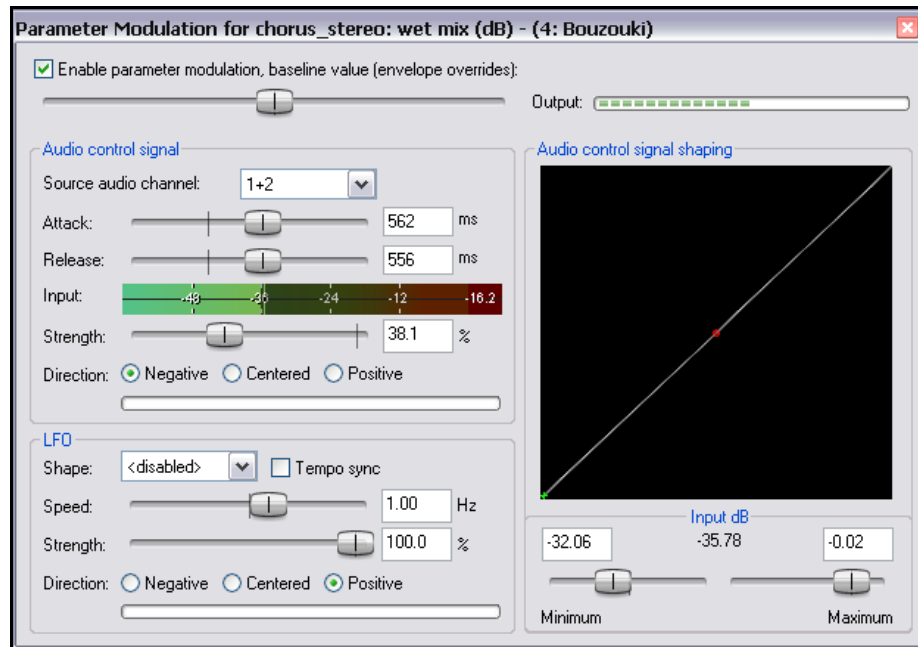 Parameter Modulation for chorus_stereo: wet mix (dB) - (4: Bouzouki)
Enable parameter modulation, baseline value (envelope overrides):
Output:
Audio control signal
Source audio channel: 1+2
Attack: 562 ms
Release: 556 ms
Input: -48 -36 -24 -12 -16.2
Strength: 38.1 %
Direction: Negative Centered Positive
LFO
Shape: <disabled> Tempo sync
Speed: 1.00 Hz
Strength: 100.0 %
Direction: Negative Centered Positive
Audio control signal shaping
Input dB
-32.06 -35.78 -0.02
Minimum Maximum